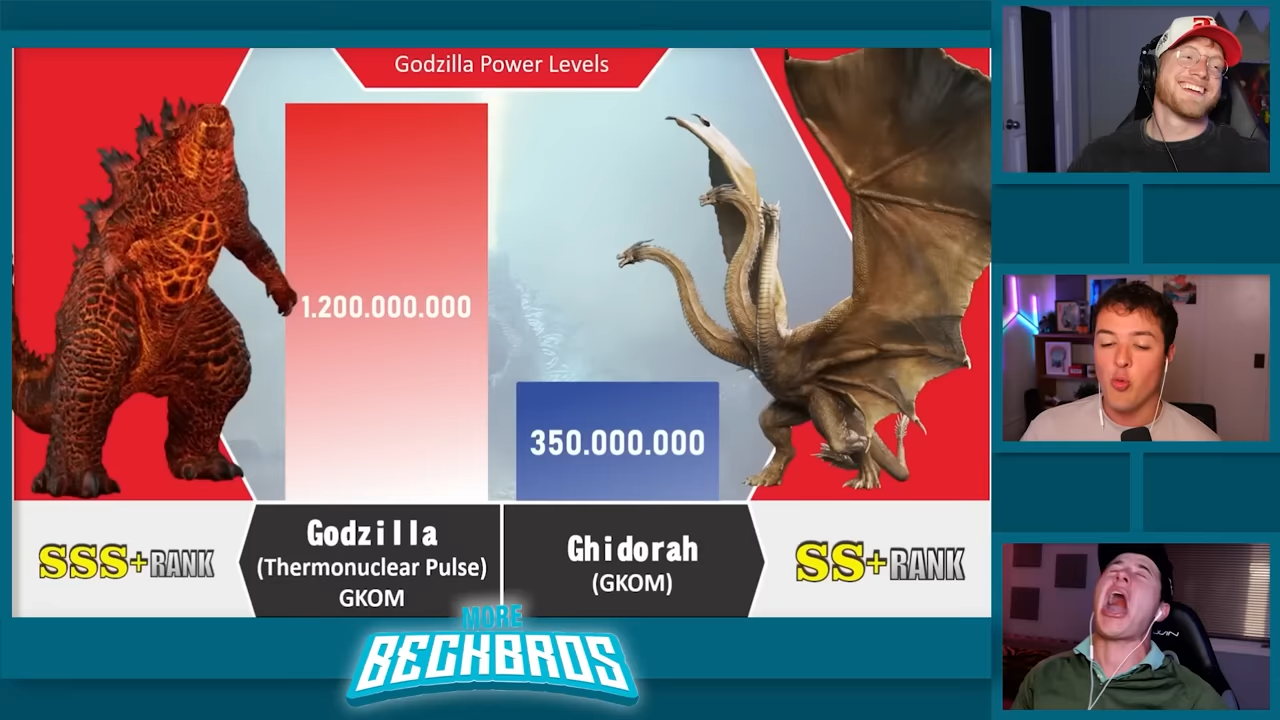 Godzilla Power Levels
1.200.000.000
350.000.000
SSS+RANK
Godzilla
(Thermonuclear Pulse)
GKOM
Ghidorah
(GKOM)
SS+RANK
MORE
BECKBROS